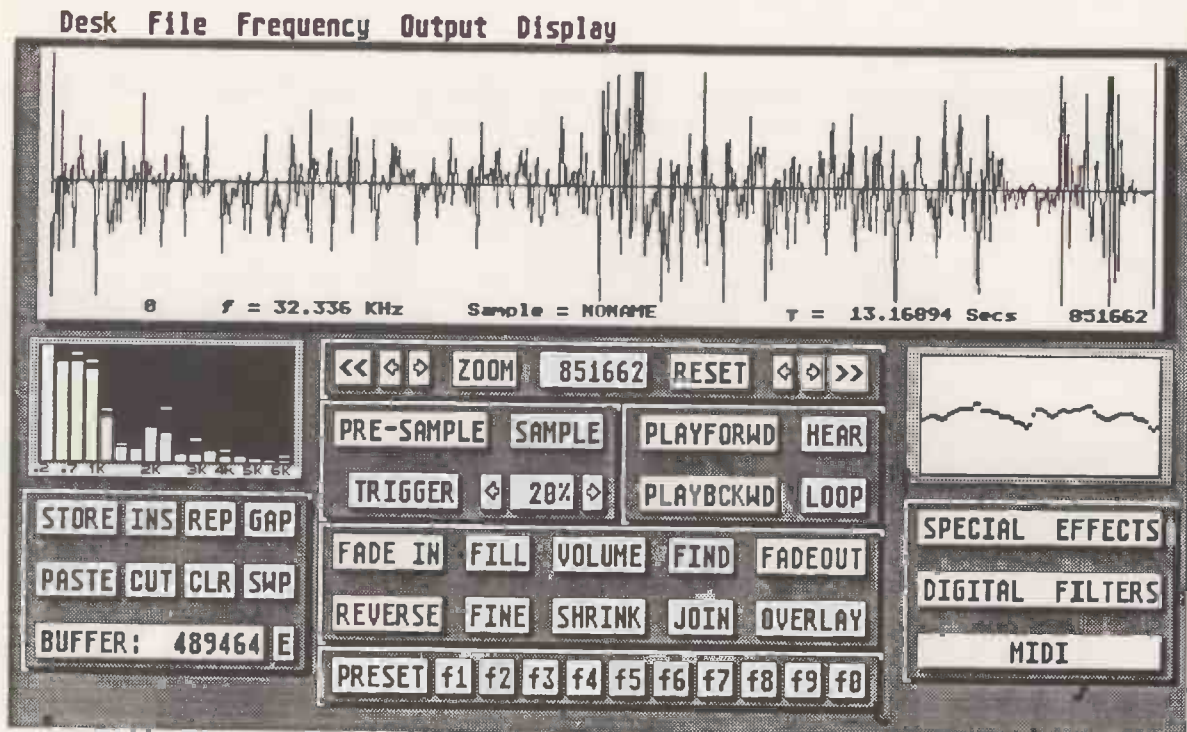 Desk File Frequency Output Display
0 f = 32.336 KHz Sample = NONAME T = 13.16894 Secs 851662
<< ZOOM 851662 RESET >>
PRE-SAMPLE SAMPLE PLAYFORWD HEAR
TRIGGER 20% PLAYBCKWD LOOP
.2 .7 1K 2K 3K 4K 5K 6K
STORE INS REP GAP
PASTE CUT CLR SWP
BUFFER: 489464 E
FADE IN FILL VOLUME FIND FADEOUT
REVERSE FINE SHRINK JOIN OVERLAY
PRESET f1 f2 f3 f4 f5 f6 f7 f8 f9 f0
SPECIAL EFFECTS
DIGITAL FILTERS
MIDI